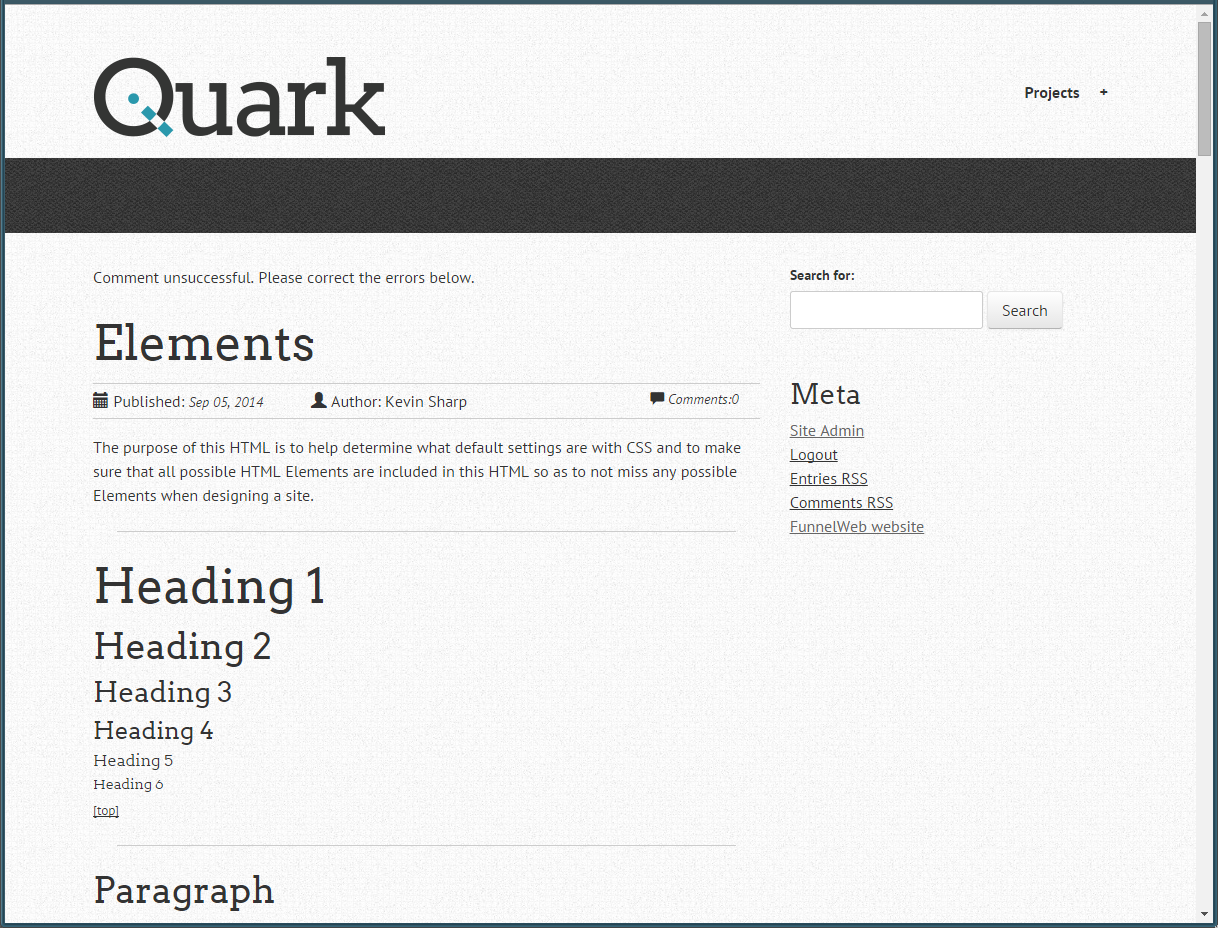 Quark
Projects +
Comment unsuccessful. Please correct the errors below.
Elements
Published: Sep 05, 2014 Author: Kevin Sharp Comments:0
The purpose of this HTML is to help determine what default settings are with CSS and to make
sure that all possible HTML Elements are included in this HTML so as to not miss any possible
Elements when designing a site.
Heading 1
Heading 2
Heading 3
Heading 4
Heading 5
Heading 6
[top]
Paragraph
Search for:
Search
Meta
Site Admin
Logout
Entries RSS
Comments RSS
FunnelWeb website